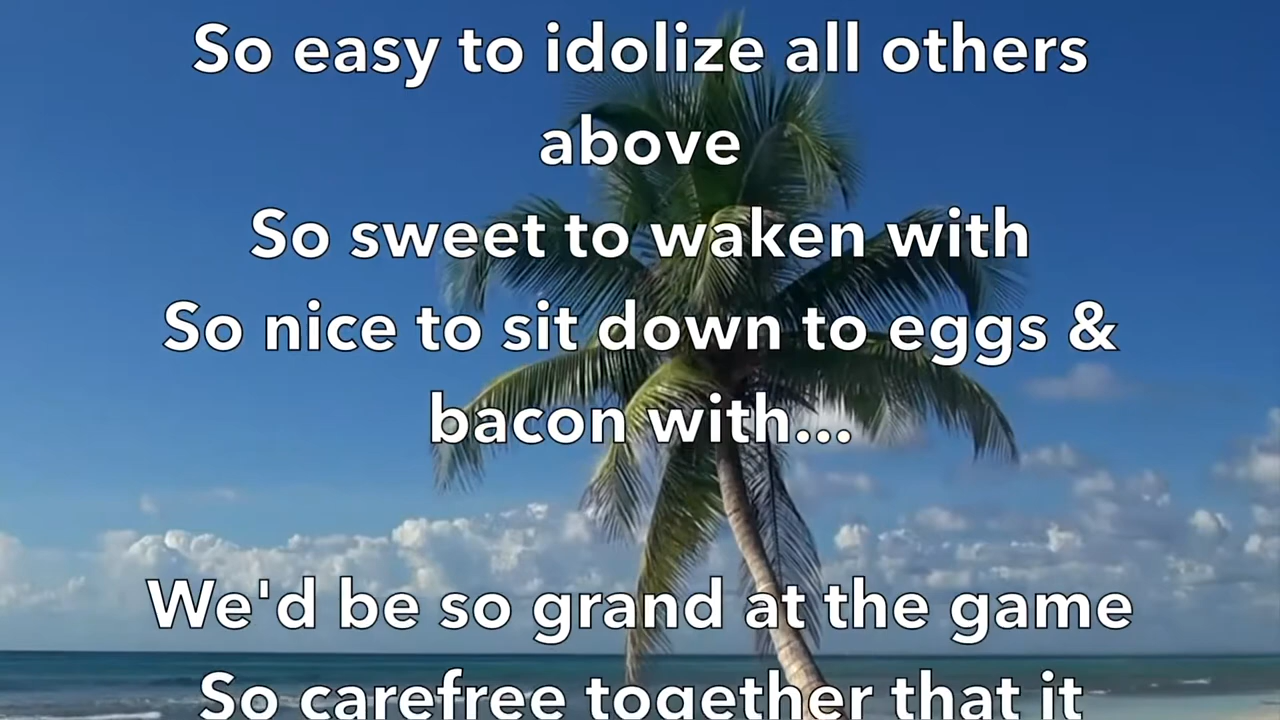 So easy to idolize all others
above
So sweet to waken with
So nice to sit down to eggs &
bacon with...
We'd be so grand at the game
So carefree together that it